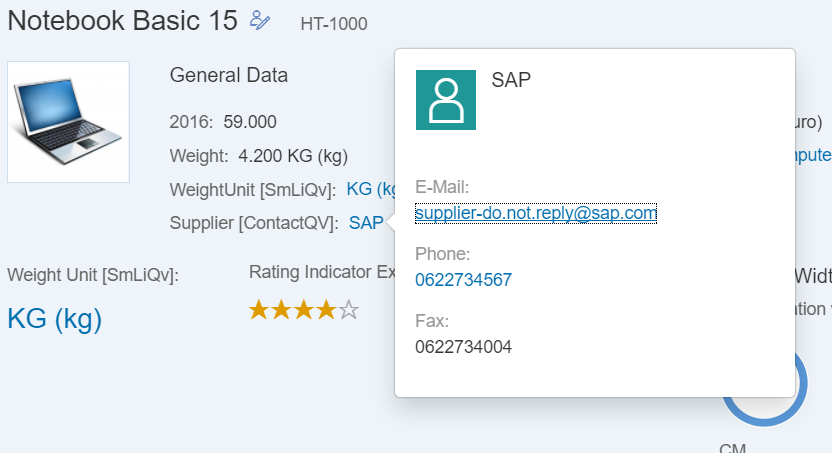 Notebook Basic 15
HT-1000
General Data
2016: 59.000
Weight: 4.200 KG (kg)
WeightUnit [SmLiQv]: KG (kg
Supplier [ContactQV]: SAP
SAP
E-Mail:
supplier-do.not.reply@sap.com
Phone:
0622734567
Fax:
0622734004
uro)
Weight Unit [SmLiQv]:
KG (kg)
Rating Indicator Ex
Widt
CM